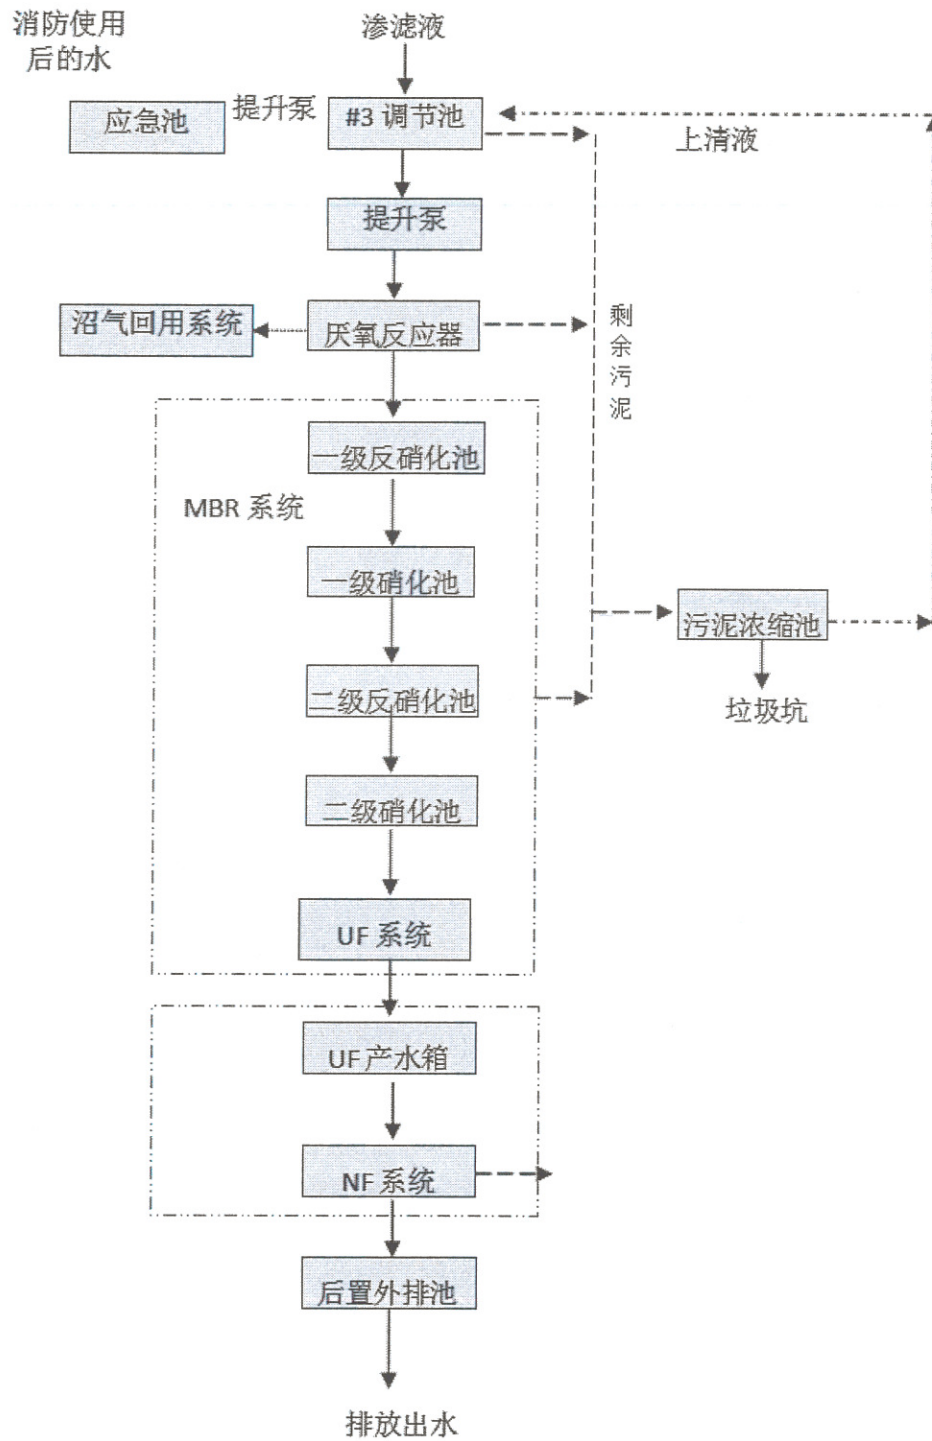 消防使用
后的水
渗滤液
应急池
提升泵
#3 调节池
上清液
提升泵
沼气回用系统
厌氧反应器
剩
余
污
泥
一级反硝化池
MBR 系统
一级硝化池
污泥浓缩池
二级反硝化池
垃圾坑
二级硝化池
UF 系统
UF 产水箱
NF 系统
后置外排池
排放出水